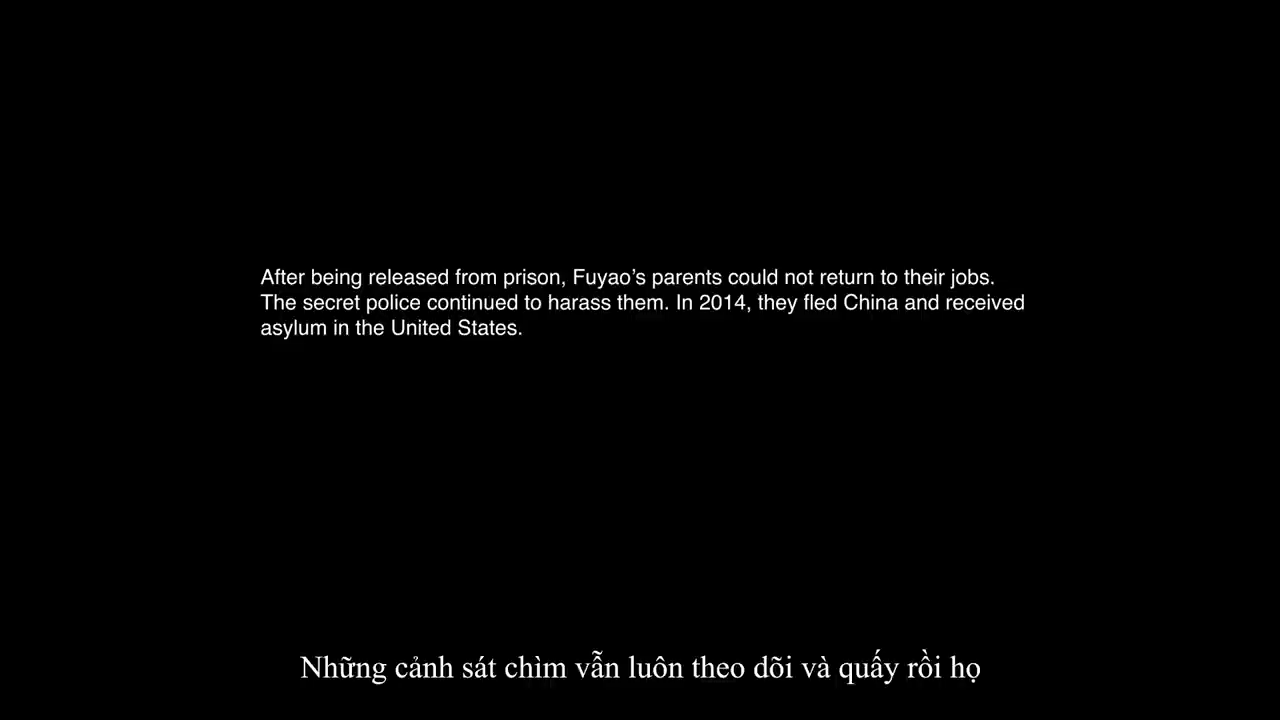 After being released from prison, Fuyao’s parents could not return to their jobs.
The secret police continued to harass them. In 2014, they fled China and received
asylum in the United States.
Những cảnh sát chìm vẫn luôn theo dõi và quấy rồi họ